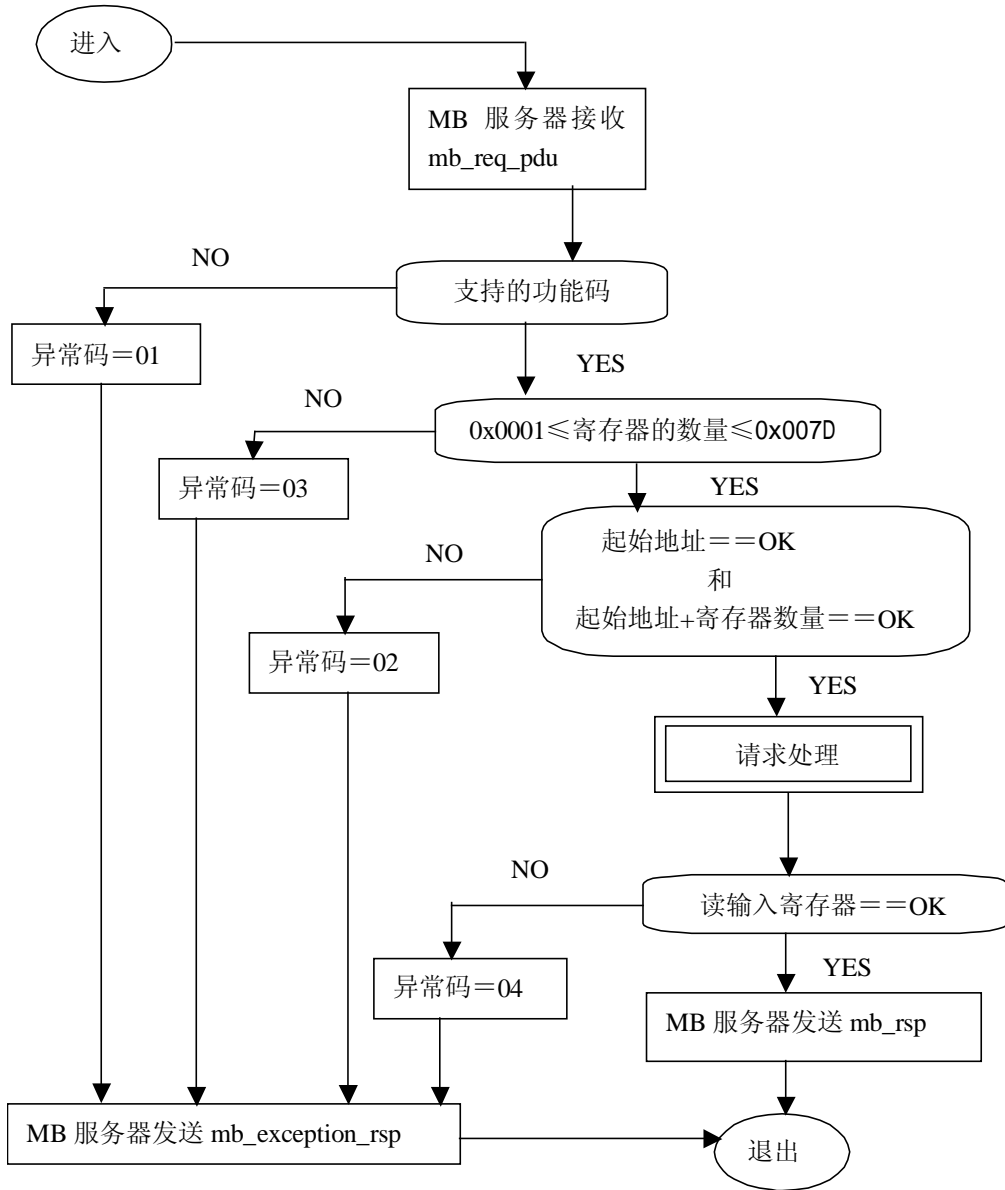 进入
MB 服务器接收
mb_req_pdu
NO
支持的功能码
异常码＝01
YES
NO
0x0001≤寄存器的数量≤0x007D
异常码＝03
YES
NO
起始地址＝＝OK
和
起始地址+寄存器数量＝＝OK
异常码＝02
YES
请求处理
NO
读输入寄存器＝＝OK
异常码＝04
YES
MB 服务器发送 mb_rsp
MB 服务器发送 mb_exception_rsp
退出